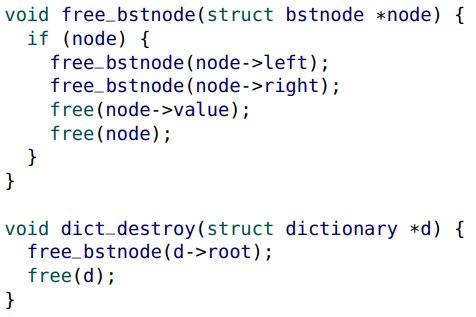 void free_bstnode(struct bstnode *node) {
  if (node) {
    free_bstnode(node->left);
    free_bstnode(node->right);
    free(node->value);
    free(node);
  }
}

void dict_destroy(struct dictionary *d) {
  free_bstnode(d->root);
  free(d);
}